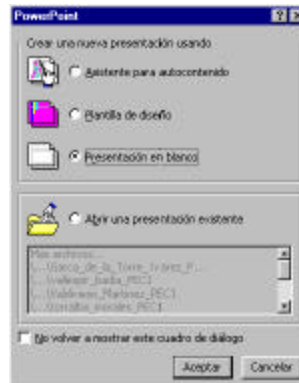 PowerPoint
Crear una nueva presentación usando
Asistente para autocontenido
Plantilla de diseño
Presentación en blanco
Abrir una presentación existente
Más archivos...
No volver a mostrar este cuadro de diálogo
Aceptar Cancelar